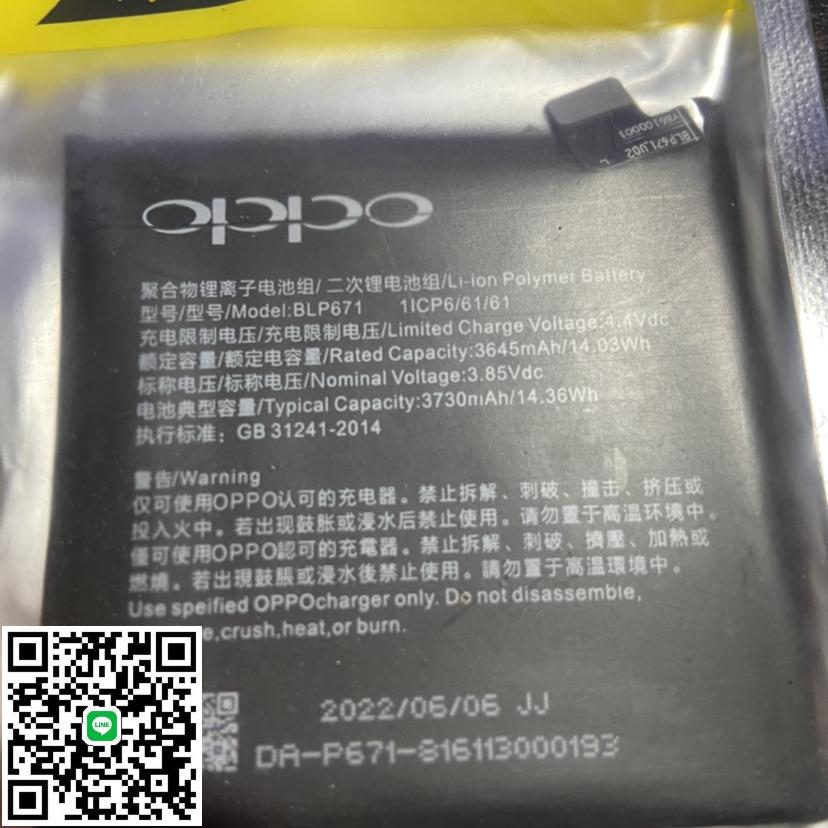 BLP671_V02
Y8610D001
oppo
聚合物锂离子电池组/ 二次锂电池组/Li-ion Polymer Battery
型号/型号/Model:BLP671 1ICP6/61/61
充电限制电压/充电限制电压/Limited Charge Voltage:4.4Vdc
额定容量/额定电容量/Rated Capacity:3645mAh/14.03Wh
标称电压/标称电压/Nominal Voltage:3.85Vdc
电池典型容量/Typical Capacity:3730mAh/14.36Wh
执行标准：GB 31241-2014
警告/Warning
仅可使用OPPO认可的充电器。禁止拆解、刺破、撞击、挤压或
投入火中。若出现鼓胀或浸水后禁止使用。请勿置于高温环境中。
僅可使用OPPO認可的充電器。禁止拆解、刺破、擠壓、加熱或
燃燒。若出現鼓脹或浸水後禁止使用。請勿置于高温環境中。
Use speified OPPOcharger only. Do not disassemble,
e,crush,heat,or burn.
2022/06/06 JJ
DA-P671-816113000193
LINE